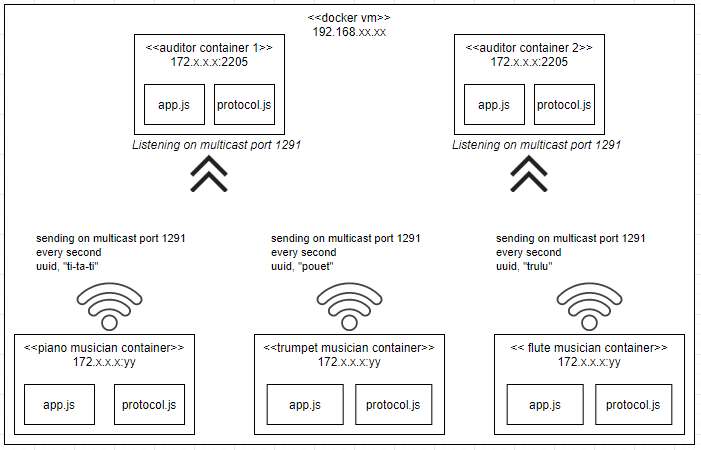 <<docker vm>>
192.168.xx.xx
<<auditor container 1>>
172.x.x.x:2205
app.js
protocol.js
Listening on multicast port 1291
<<auditor container 2>>
172.x.x.x:2205
app.js
protocol.js
Listening on multicast port 1291
sending on multicast port 1291
every second
uuid, "ti-ta-ti"
sending on multicast port 1291
every second
uuid, "pouet"
sending on multicast port 1291
every second
uuid, "trulu"
<<piano musician container>>
172.x.x.x:yy
app.js
protocol.js
<<trumpet musician container>>
172.x.x.x:yy
app.js
protocol.js
<< flute musician container>>
172.x.x.x:yy
app.js
protocol.js